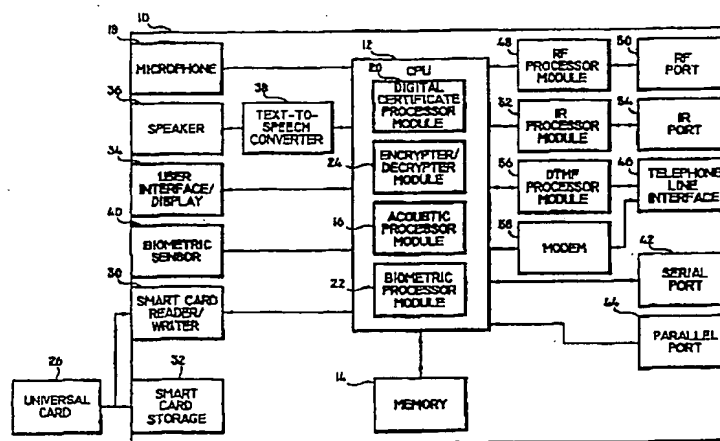 10
18
MICROPHONE
36
SPEAKER
38
TEXT-TO-
SPEECH
CONVERTER
34
USER
INTERFACE/
DISPLAY
40
BIOMETRIC
SENSOR
30
SMART CARD
READER/
WRITER
26
UNIVERSAL
CARD
32
SMART
CARD
STORAGE
12
CPU
20
DIGITAL
CERTIFICATE
PROCESSOR
MODULE
24
ENCRYPTER/
DECRYPTER
MODULE
16
ACOUSTIC
PROCESSOR
MODULE
22
BIOMETRIC
PROCESSOR
MODULE
14
MEMORY
48
RF
PROCESSOR
MODULE
50
RF
PORT
52
IR
PROCESSOR
MODULE
54
IR
PORT
56
DTMF
PROCESSOR
MODULE
46
TELEPHONE
LINE
INTERFACE
58
MODEM
42
SERIAL
PORT
44
PARALLEL
PORT